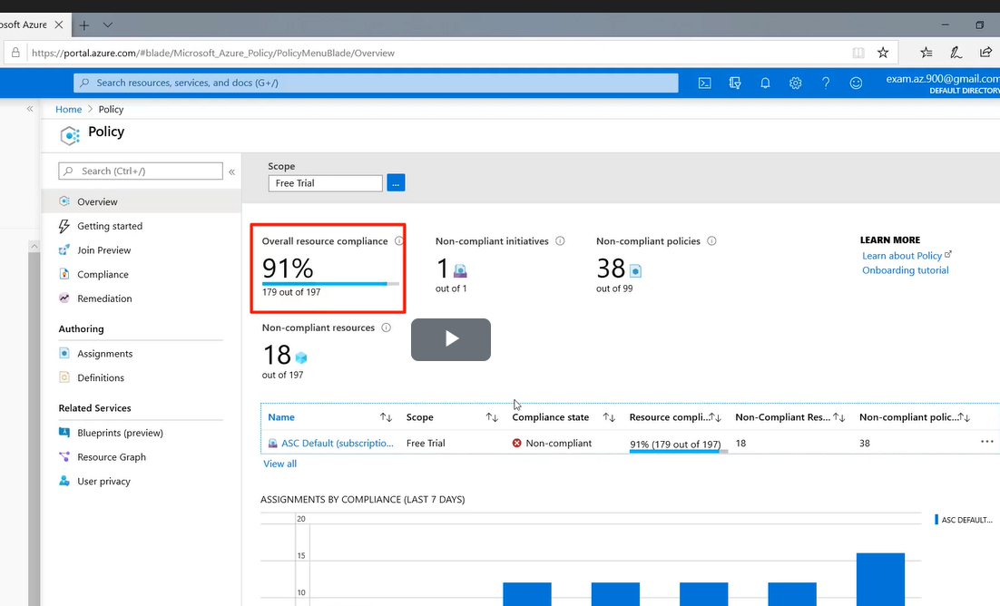 osoft Azure
https://portal.azure.com/#blade/Microsoft_Azure_Policy/PolicyMenuBlade/Overview
Search resources, services, and docs (G+/)
exam.az.900@gmail.com
DEFAULT DIRECTORY
Home > Policy
Policy
Search (Ctrl+/)
Overview
Getting started
Join Preview
Compliance
Remediation
Authoring
Assignments
Definitions
Related Services
Blueprints (preview)
Resource Graph
User privacy
Scope
Free Trial
...
Overall resource compliance
91%
179 out of 197
Non-compliant initiatives
1
out of 1
Non-compliant policies
38
out of 99
LEARN MORE
Learn about Policy
Onboarding tutorial
Non-compliant resources
18
out of 197
Name Scope Compliance state Resource compli... Non-Compliant Res... Non-compliant polic...
ASC Default (subscriptio... Free Trial Non-compliant 91% (179 out of 197) 18 38 ...
View all
ASSIGNMENTS BY COMPLIANCE (LAST 7 DAYS)
20
15
10
ASC DEFAULT...